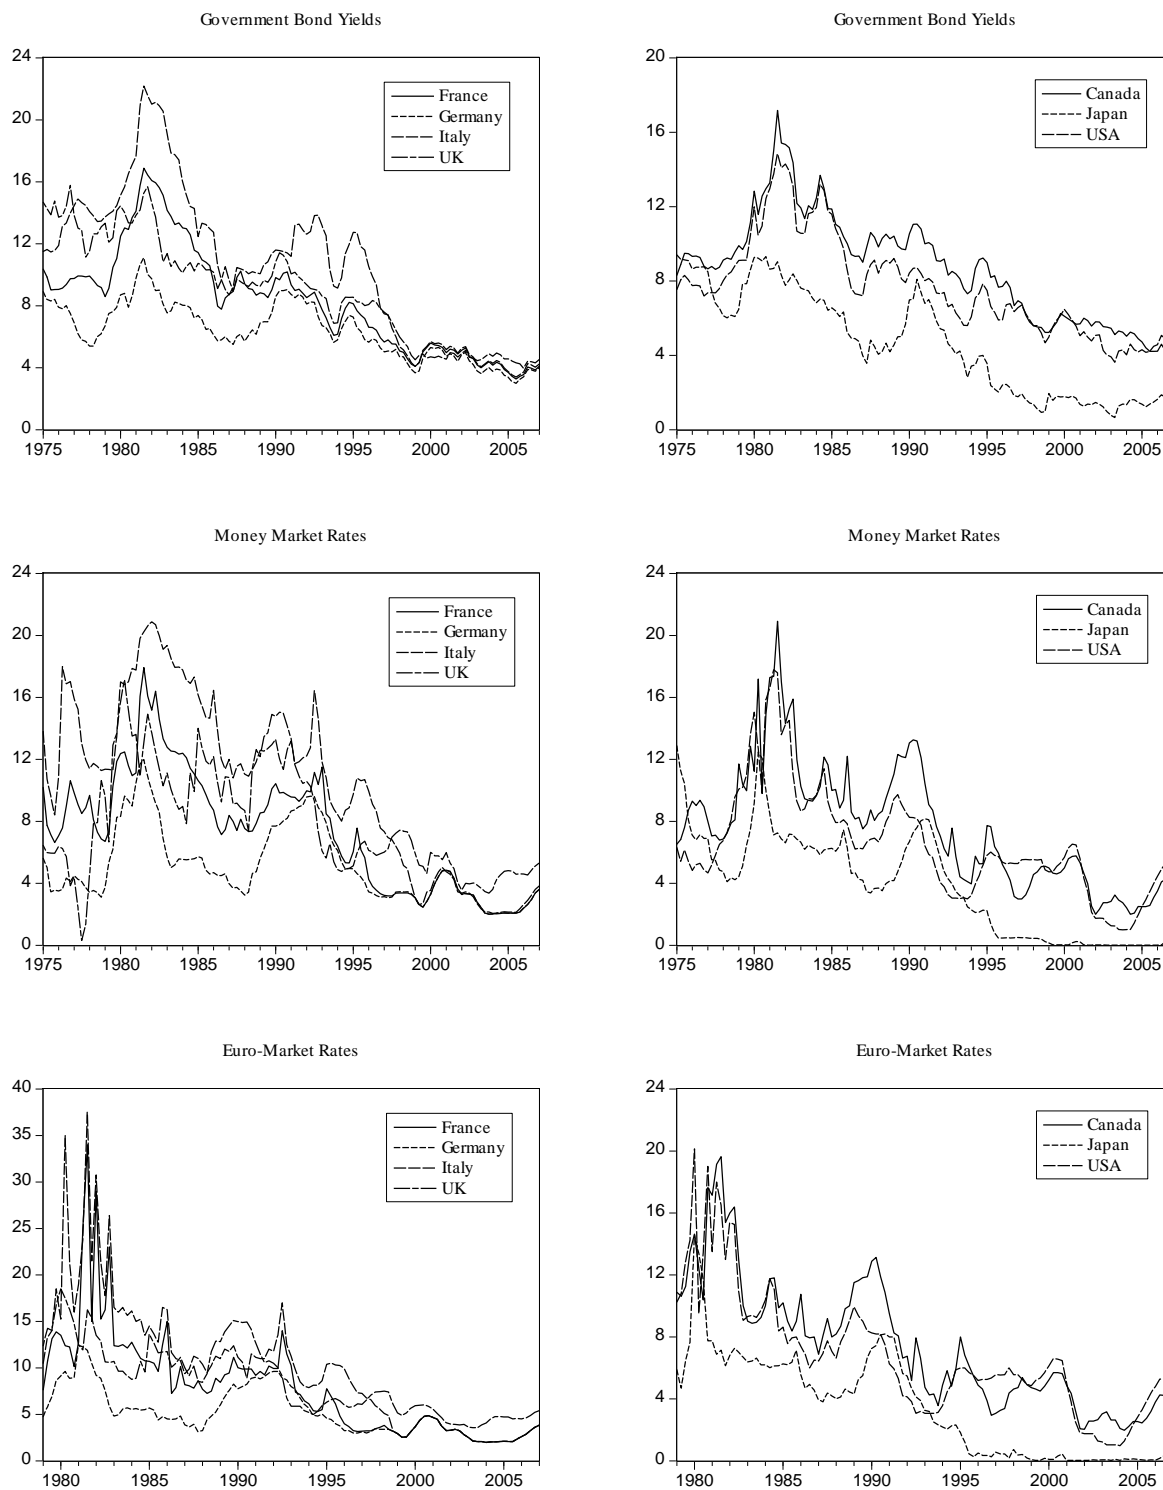 Government Bond Yields
24
20
16
12
8
4
0
1975 1980 1985 1990 1995 2000 2005
France
Germany
Italy
UK
Government Bond Yields
20
16
12
8
4
0
1975 1980 1985 1990 1995 2000 2005
Canada
Japan
USA
Money Market Rates
24
20
16
12
8
4
0
1975 1980 1985 1990 1995 2000 2005
France
Germany
Italy
UK
Money Market Rates
24
20
16
12
8
4
0
1975 1980 1985 1990 1995 2000 2005
Canada
Japan
USA
Euro-Market Rates
40
35
30
25
20
15
10
5
0
1980 1985 1990 1995 2000 2005
France
Germany
Italy
UK
Euro-Market Rates
24
20
16
12
8
4
0
1980 1985 1990 1995 2000 2005
Canada
Japan
USA